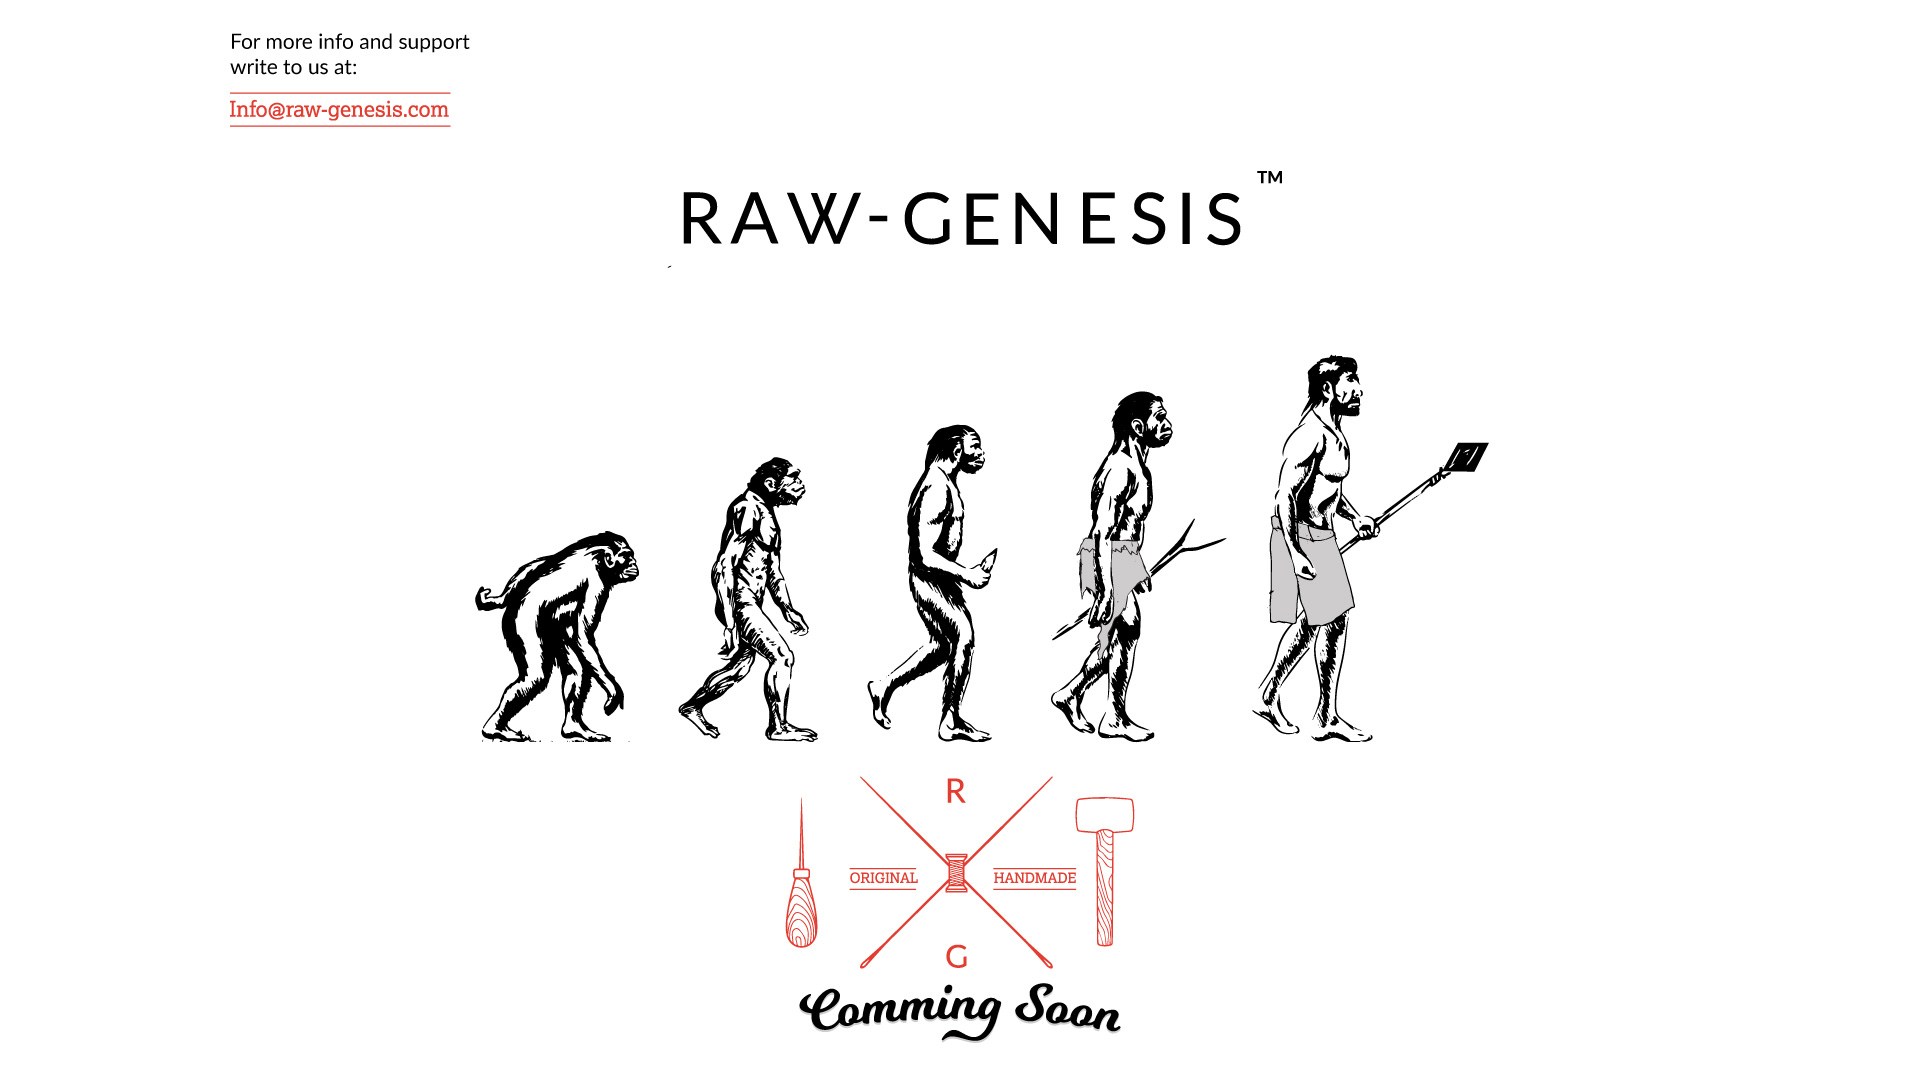 For more info and support
write to us at:
Info@raw-genesis.com
RAW-GENESIS™
R
ORIGINAL HANDMADE
G
Comming Soon